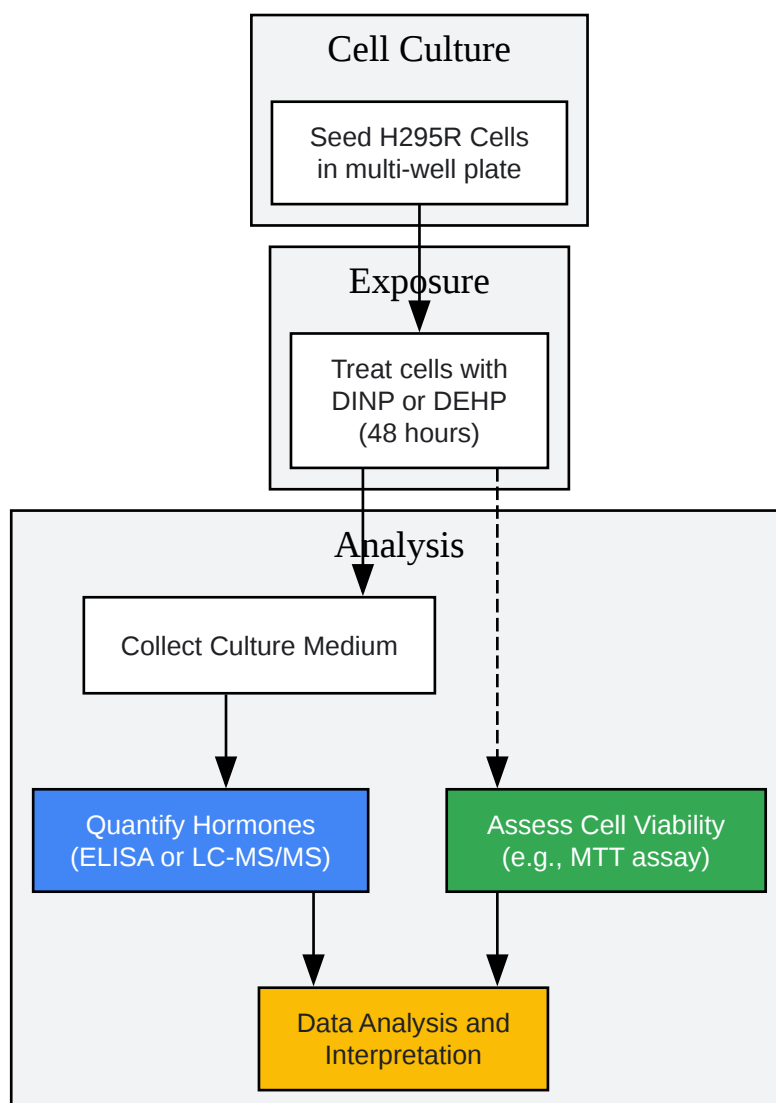 Cell Culture
Seed H295R Cells
in multi-well plate
Exposure
Treat cells with
DINP or DEHP
(48 hours)
Analysis
Collect Culture Medium
Quantify Hormones
(ELISA or LC-MS/MS)
Assess Cell Viability
(e.g., MTT assay)
Data Analysis and
Interpretation